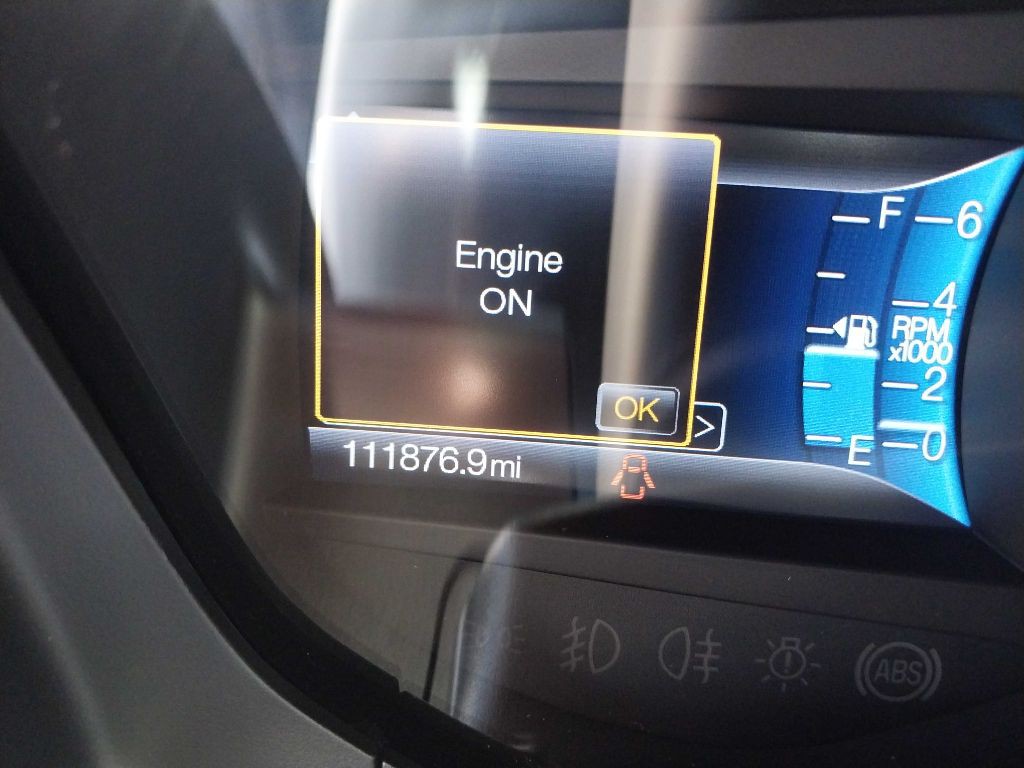 Engine
ON
OK
>
111876.9mi
F
E
6
4
RPM
x1000
2
0
ABS